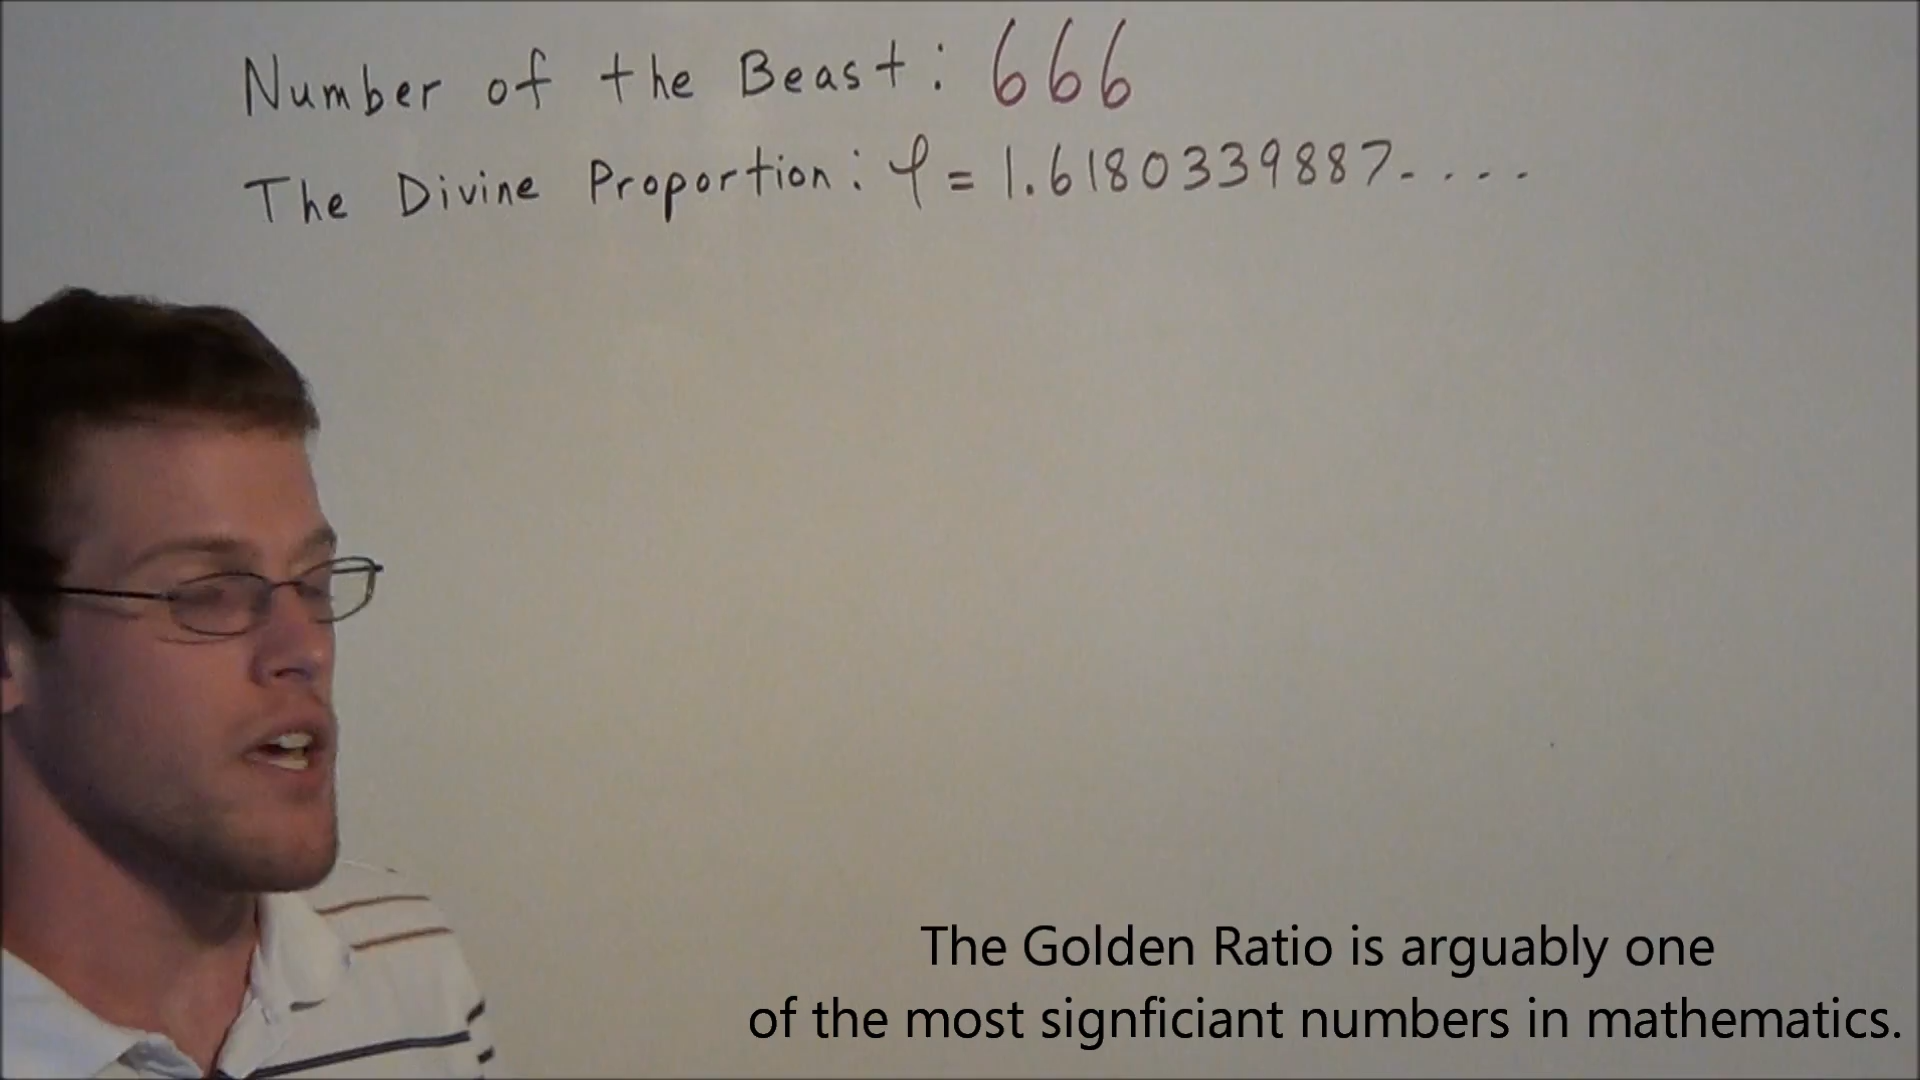 Number of the Beast: 666
The Divine Proportion: φ = 1.6180339887-...
The Golden Ratio is arguably one
of the most signficiant numbers in mathematics.